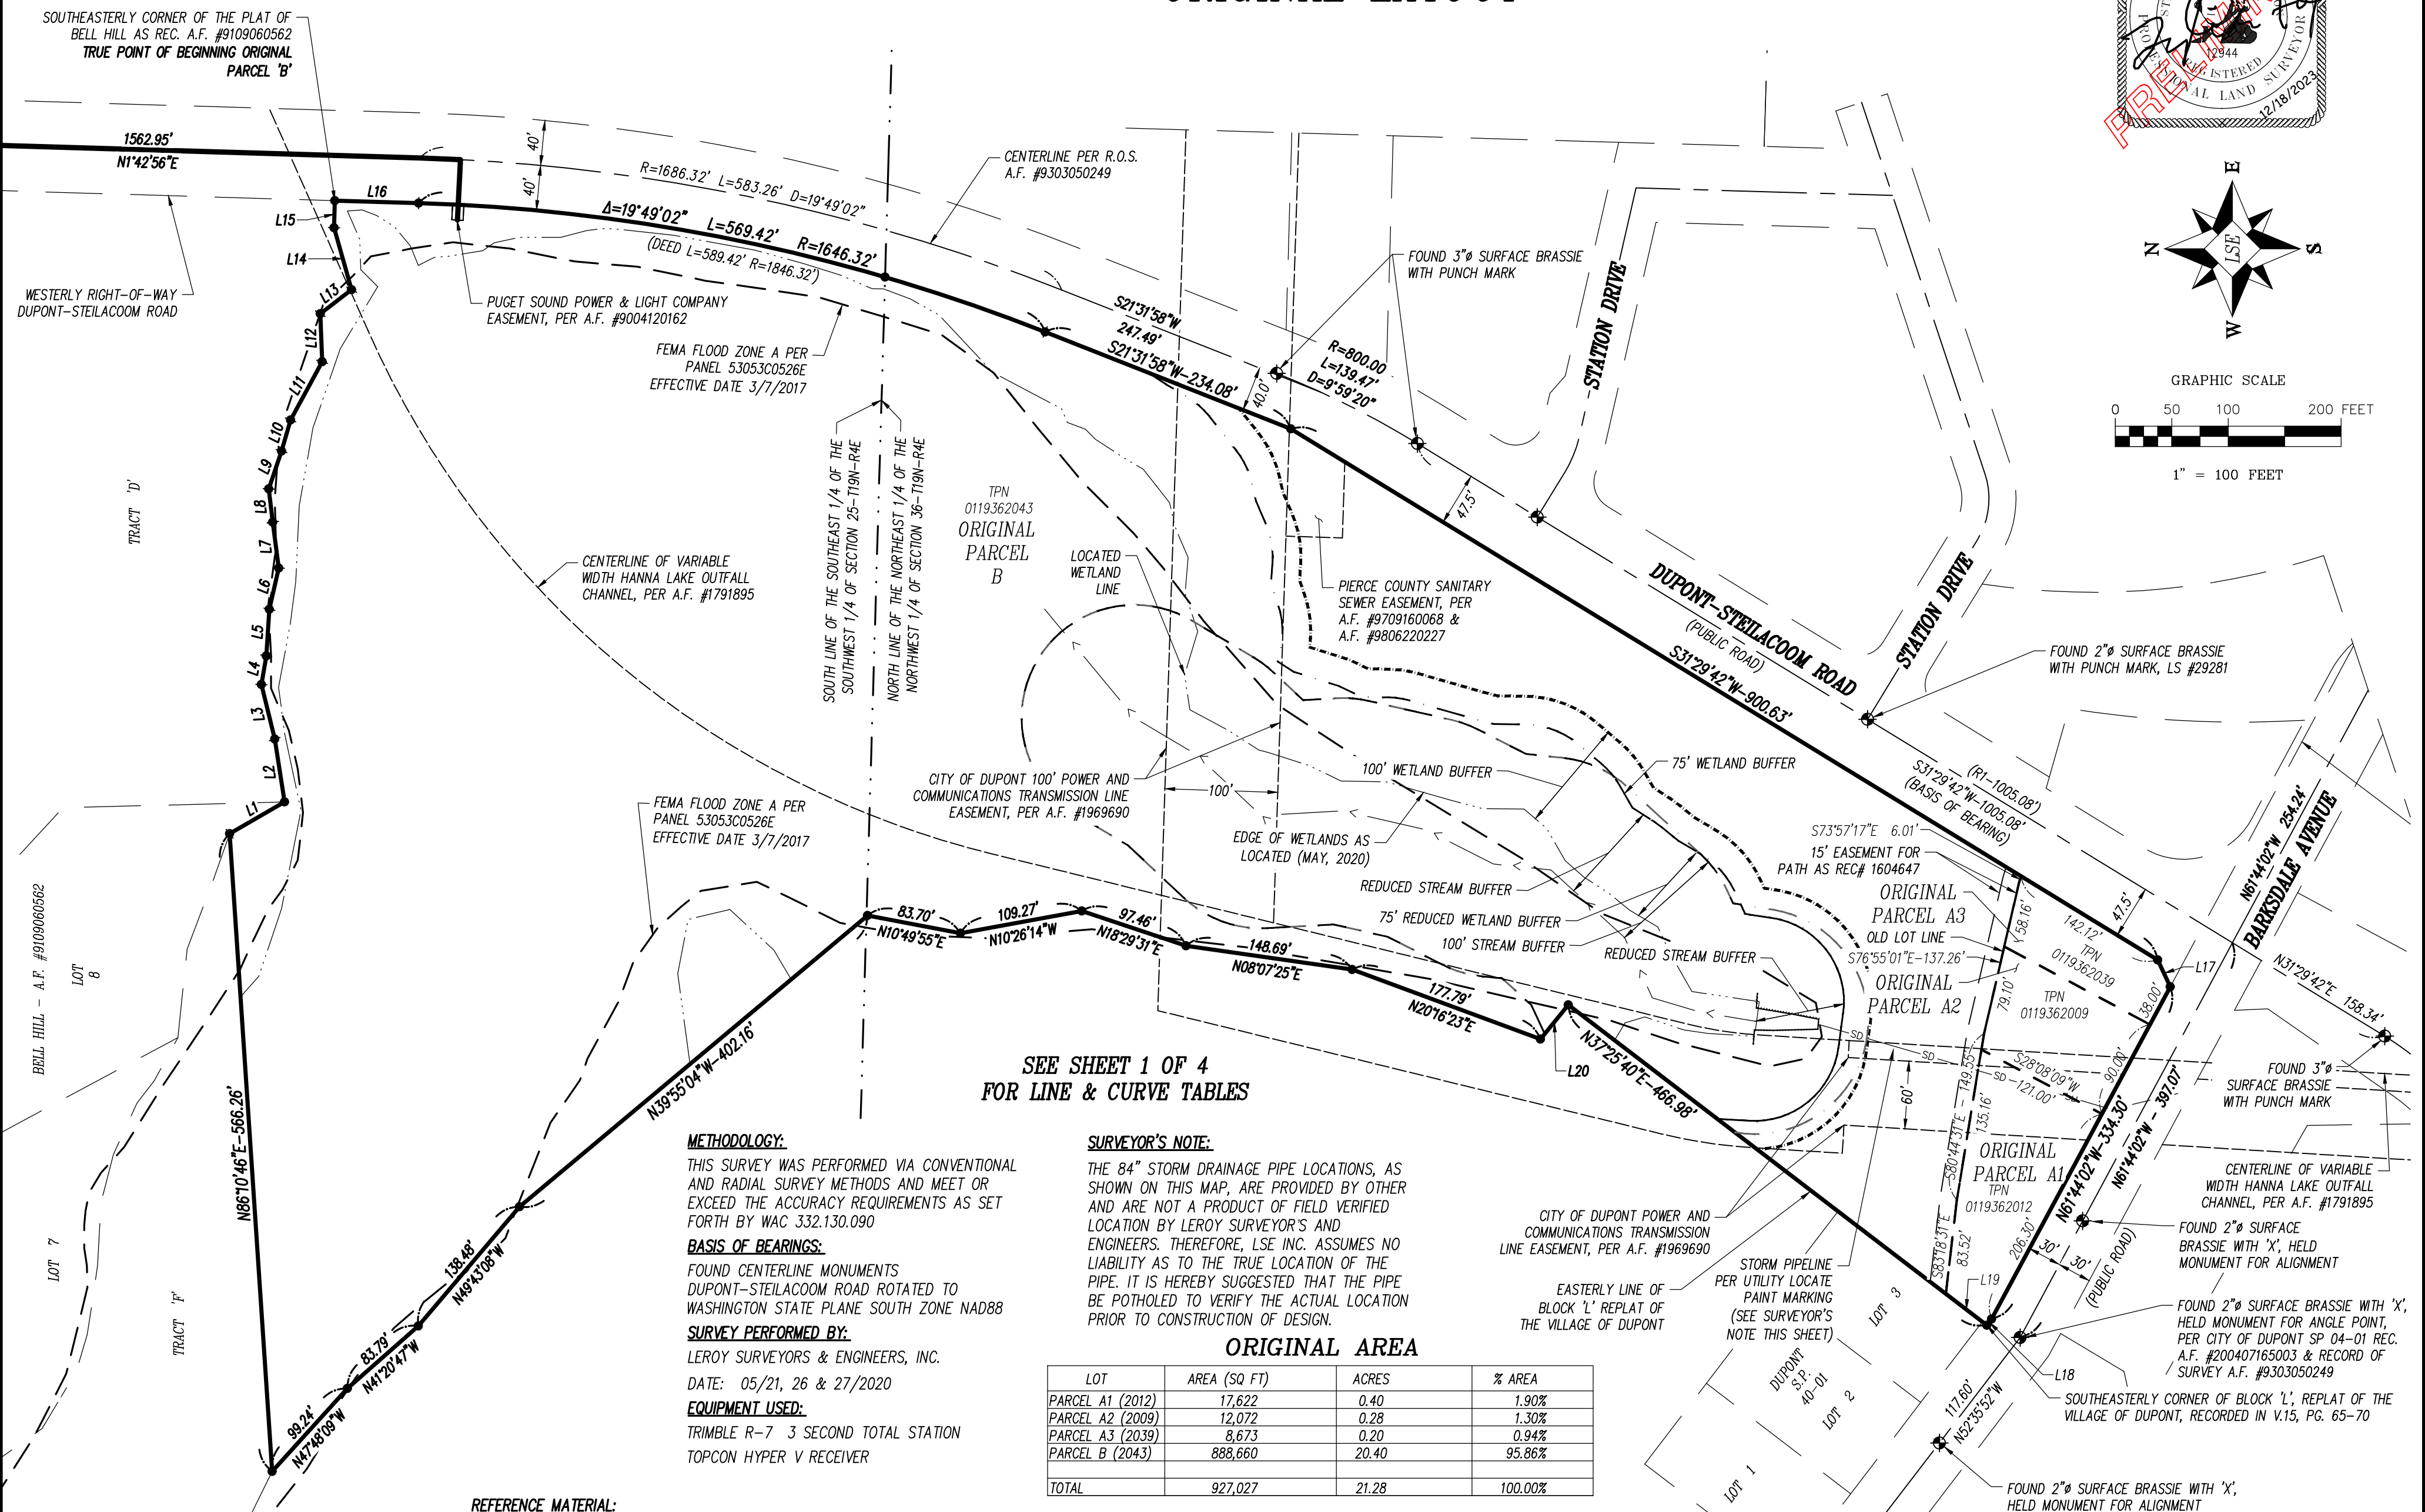 SOUTHEASTERLY CORNER OF THE PLAT OF
BELL HILL AS REC. A.F. #9109060562
TRUE POINT OF BEGINNING ORIGINAL
PARCEL 'B'
1562.95'
N1°42'56"E
L16
L15
L14
L13
L12
L11
L10
L9
L8
L7
L6
L5
L4
L3
L2
L1
WESTERLY RIGHT-OF-WAY
DUPONT-STEILACOOM ROAD
40'
40'
R=1686.32' L=583.26' D=19°49'02"
Δ=19°49'02" L=569.42' R=1646.32'
(DEED L=589.42' R=1846.32')
PUGET SOUND POWER & LIGHT COMPANY
EASEMENT, PER A.F. #9004120162
FEMA FLOOD ZONE A PER
PANEL 53053C0526E
EFFECTIVE DATE 3/7/2017
CENTERLINE PER R.O.S.
A.F. #9303050249
S21°31'58"W
247.49'
S21°31'58"W-234.08'
40.0'
R=800.00
L=139.47'
D=9°59'20"
FOUND 3"ø SURFACE BRASSIE
WITH PUNCH MARK
STATION DRIVE
12944
REGISTERED
PROFESSIONAL LAND SURVEYOR
12/18/2023
N
E
S
W
LSE
GRAPHIC SCALE
0 50 100 200 FEET
1" = 100 FEET
TRACT 'D'
CENTERLINE OF VARIABLE
WIDTH HANNA LAKE OUTFALL
CHANNEL, PER A.F. #1791895
SOUTH LINE OF THE SOUTHEAST 1/4 OF THE
SOUTHWEST 1/4 OF SECTION 25-T19N-R4E
NORTH LINE OF THE NORTHEAST 1/4 OF THE
NORTHWEST 1/4 OF SECTION 36-T19N-R4E
TPN
0119362043
ORIGINAL
PARCEL
B
LOCATED
WETLAND
LINE
PIERCE COUNTY SANITARY
SEWER EASEMENT, PER
A.F. #9709160068 &
A.F. #9806220227
47.5'
DUPONT-STEILACOOM ROAD
(PUBLIC ROAD)
S31°29'42"W-900.63'
STATION DRIVE
FOUND 2"ø SURFACE BRASSIE
WITH PUNCH MARK, LS #29281
(R1-1005.08')
S31°29'42"W-1005.08'
(BASIS OF BEARING)
N61°44'02"W 254.24'
BARKSDALE AVENUE
CITY OF DUPONT 100' POWER AND
COMMUNICATIONS TRANSMISSION LINE
EASEMENT, PER A.F. #1969690
100'
100' WETLAND BUFFER
75' WETLAND BUFFER
EDGE OF WETLANDS AS
LOCATED (MAY, 2020)
REDUCED STREAM BUFFER
75' REDUCED WETLAND BUFFER
100' STREAM BUFFER
REDUCED STREAM BUFFER
S73°57'17"E 6.01'
15' EASEMENT FOR
PATH AS REC# 1604647
ORIGINAL
PARCEL A3
OLD LOT LINE
S76°55'01"E-137.26'
ORIGINAL
PARCEL A2
58.16'
79.10'
142.12'
TPN
0119362039
TPN
0119362009
47.5'
L17
38.00'
90.00'
N31°29'42"E 158.34'
FEMA FLOOD ZONE A PER
PANEL 53053C0526E
EFFECTIVE DATE 3/7/2017
83.70'
N10°49'55"E
109.27'
N10°26'14"W
97.46'
N18°29'31"E
148.69'
N08°07'25"E
177.79'
N20°16'23"E
L20
N37°25'40"E-466.98'
SD
SD
SD
60'
S28°08'09"W
121.00'
S80°44'31"E - 149.55'
135.16'
ORIGINAL
PARCEL A1
TPN
0119362012
S83°18'31"E
83.52'
206.30'
N61°44'02"W-334.30'
N61°44'02"W - 397.07'
L19
L18
30'
30'
(PUBLIC ROAD)
FOUND 3"ø
SURFACE BRASSIE
WITH PUNCH MARK
CENTERLINE OF VARIABLE
WIDTH HANNA LAKE OUTFALL
CHANNEL, PER A.F. #1791895
FOUND 2"ø SURFACE
BRASSIE WITH 'X', HELD
MONUMENT FOR ALIGNMENT
FOUND 2"ø SURFACE BRASSIE WITH 'X',
HELD MONUMENT FOR ANGLE POINT,
PER CITY OF DUPONT SP 04-01 REC.
A.F. #200407165003 & RECORD OF
SURVEY A.F. #9303050249
SOUTHEASTERLY CORNER OF BLOCK 'L', REPLAT OF THE
VILLAGE OF DUPONT, RECORDED IN V.15, PG. 65-70
117.60'
N52°35'52"W
FOUND 2"ø SURFACE BRASSIE WITH 'X',
HELD MONUMENT FOR ALIGNMENT
BELL HILL - A.F. #9109060562
LOT
8
LOT 7
TRACT 'F'
N86°10'46"E-566.26'
N39°55'04"W-402.16'
138.48'
N49°43'08"W
83.79'
N41°20'47"W
99.24'
N47°48'09"W
SEE SHEET 1 OF 4
FOR LINE & CURVE TABLES
METHODOLOGY:
THIS SURVEY WAS PERFORMED VIA CONVENTIONAL
AND RADIAL SURVEY METHODS AND MEET OR
EXCEED THE ACCURACY REQUIREMENTS AS SET
FORTH BY WAC 332.130.090
BASIS OF BEARINGS:
FOUND CENTERLINE MONUMENTS
DUPONT-STEILACOOM ROAD ROTATED TO
WASHINGTON STATE PLANE SOUTH ZONE NAD88
SURVEY PERFORMED BY:
LEROY SURVEYORS & ENGINEERS, INC.
DATE: 05/21, 26 & 27/2020
EQUIPMENT USED:
TRIMBLE R-7 3 SECOND TOTAL STATION
TOPCON HYPER V RECEIVER
REFERENCE MATERIAL:
SURVEYOR'S NOTE:
THE 84" STORM DRAINAGE PIPE LOCATIONS, AS
SHOWN ON THIS MAP, ARE PROVIDED BY OTHER
AND ARE NOT A PRODUCT OF FIELD VERIFIED
LOCATION BY LEROY SURVEYOR'S AND
ENGINEERS. THEREFORE, LSE INC. ASSUMES NO
LIABILITY AS TO THE TRUE LOCATION OF THE
PIPE. IT IS HEREBY SUGGESTED THAT THE PIPE
BE POTHOLED TO VERIFY THE ACTUAL LOCATION
PRIOR TO CONSTRUCTION OF DESIGN.
CITY OF DUPONT POWER AND
COMMUNICATIONS TRANSMISSION
LINE EASEMENT, PER A.F. #1969690
EASTERLY LINE OF
BLOCK 'L' REPLAT OF
THE VILLAGE OF DUPONT
STORM PIPELINE
PER UTILITY LOCATE
PAINT MARKING
(SEE SURVEYOR'S
NOTE THIS SHEET)
LOT 3
DUPONT
S.P.
40-01
LOT 2
LOT 1
ORIGINAL AREA
LOT AREA (SQ FT) ACRES % AREA
PARCEL A1 (2012) 17,622 0.40 1.90%
PARCEL A2 (2009) 12,072 0.28 1.30%
PARCEL A3 (2039) 8,673 0.20 0.94%
PARCEL B (2043) 888,660 20.40 95.86%
TOTAL 927,027 21.28 100.00%